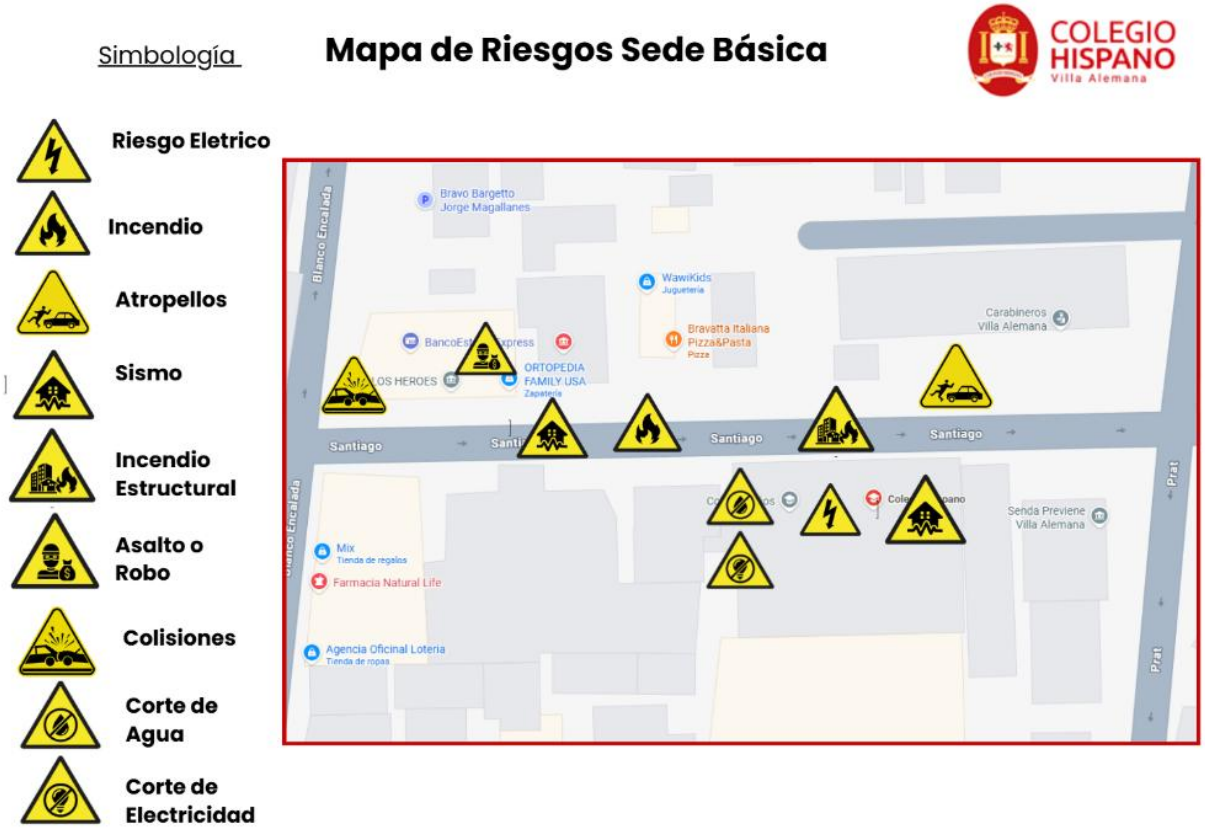 Simbología
Mapa de Riesgos Sede Básica
COLEGIO
HISPANO
Villa Alemana
Riesgo Eletrico
Incendio
Atropellos
Sismo
Incendio
Estructural
Asalto o
Robo
Colisiones
Corte de
Agua
Corte de
Electricidad
Blanco Encalada
Bravo Bargetto
Jorge Magallanes
WawiKids
Jugueteria
Bravatta Italiana
Pizza&Pasta
Pizza
Carabineros
Villa Alemana
Express
LOS HEROES
ORTOPEDIA
FAMILY USA
Zapatería
Santiago
Santiago
Santiago
Prat
Senda Previene
Villa Alemana
Mix
Tienda de regalos
Farmacia Natural Life
Agencia Oficinal Loteria
Tienda de ropas
Blanco Encalada
Prat